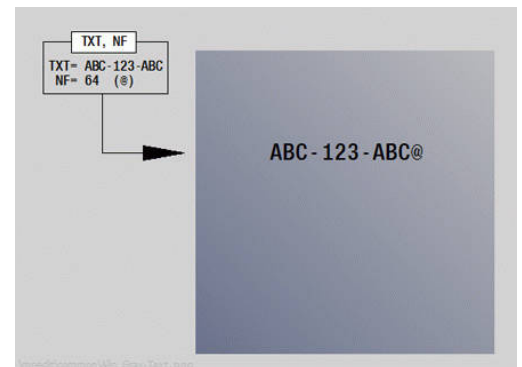 TXT, NF
TXT= ABC-123-ABC
NF= 64 (@)
ABC-123-ABC@